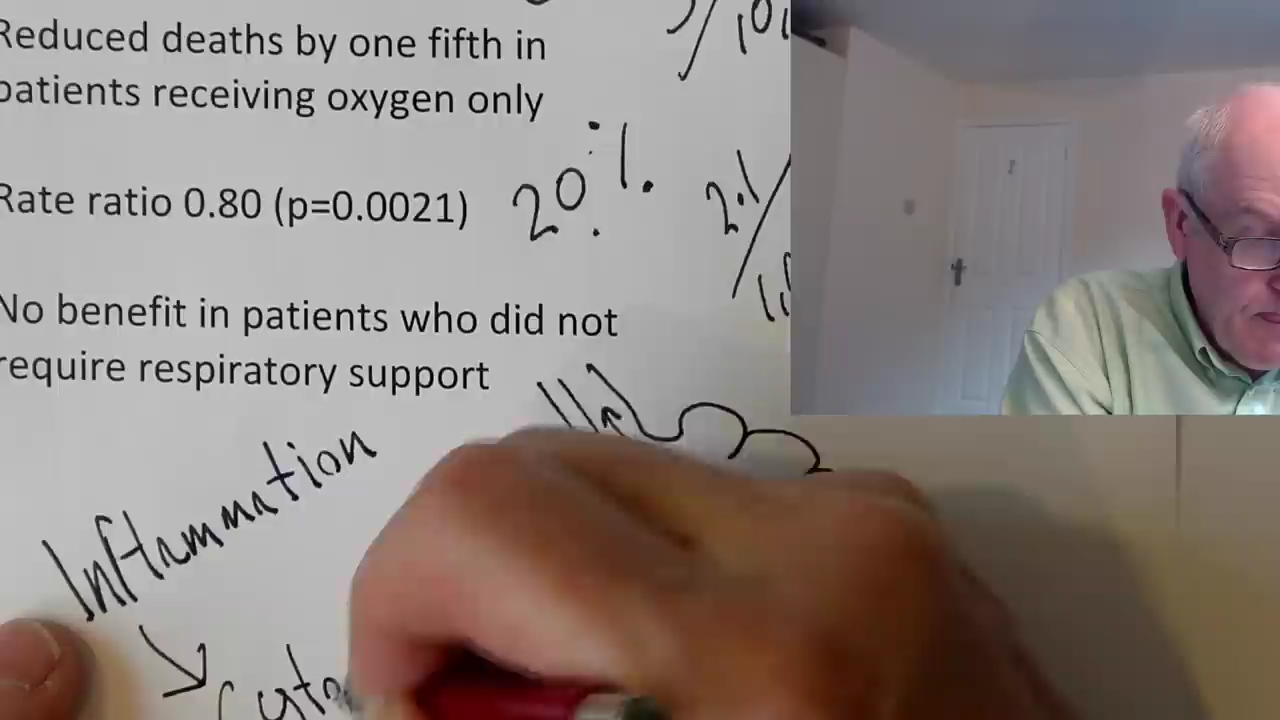 Reduced deaths by one fifth in
patients receiving oxygen only
Rate ratio 0.80 (p=0.0021) 20%
No benefit in patients who did not
require respiratory support
Inflammation